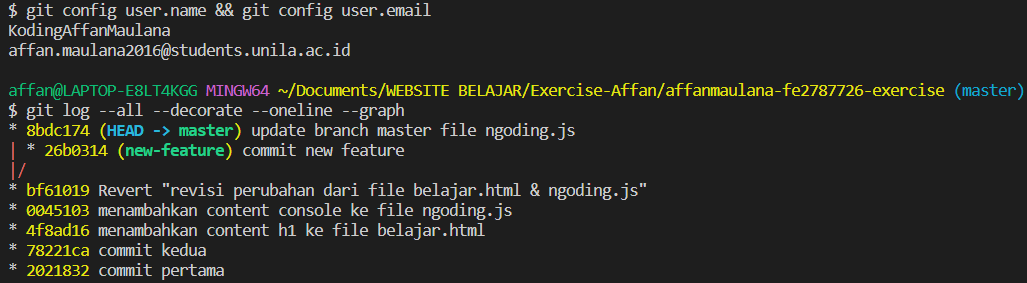 $ git config user.name && git config user.email
KodingAffanMaulana
affan.maulana2016@students.unila.ac.id
affan@LAPTOP-E8LT4KGG MINGW64 ~/Documents/WEBSITE BELAJAR/Exercise-Affan/affanmaulana-fe2787726-exercise (master)
$ git log --all --decorate --oneline --graph
* 8bdc174 (HEAD -> master) update branch master file ngoding.js
| * 26b0314 (new-feature) commit new feature
|/
* bf61019 Revert "revisi perubahan dari file belajar.html & ngoding.js"
* 0045103 menambahkan content console ke file ngoding.js
* 4f8ad16 menambahkan content h1 ke file belajar.html
* 78221ca commit kedua
* 2021832 commit pertama